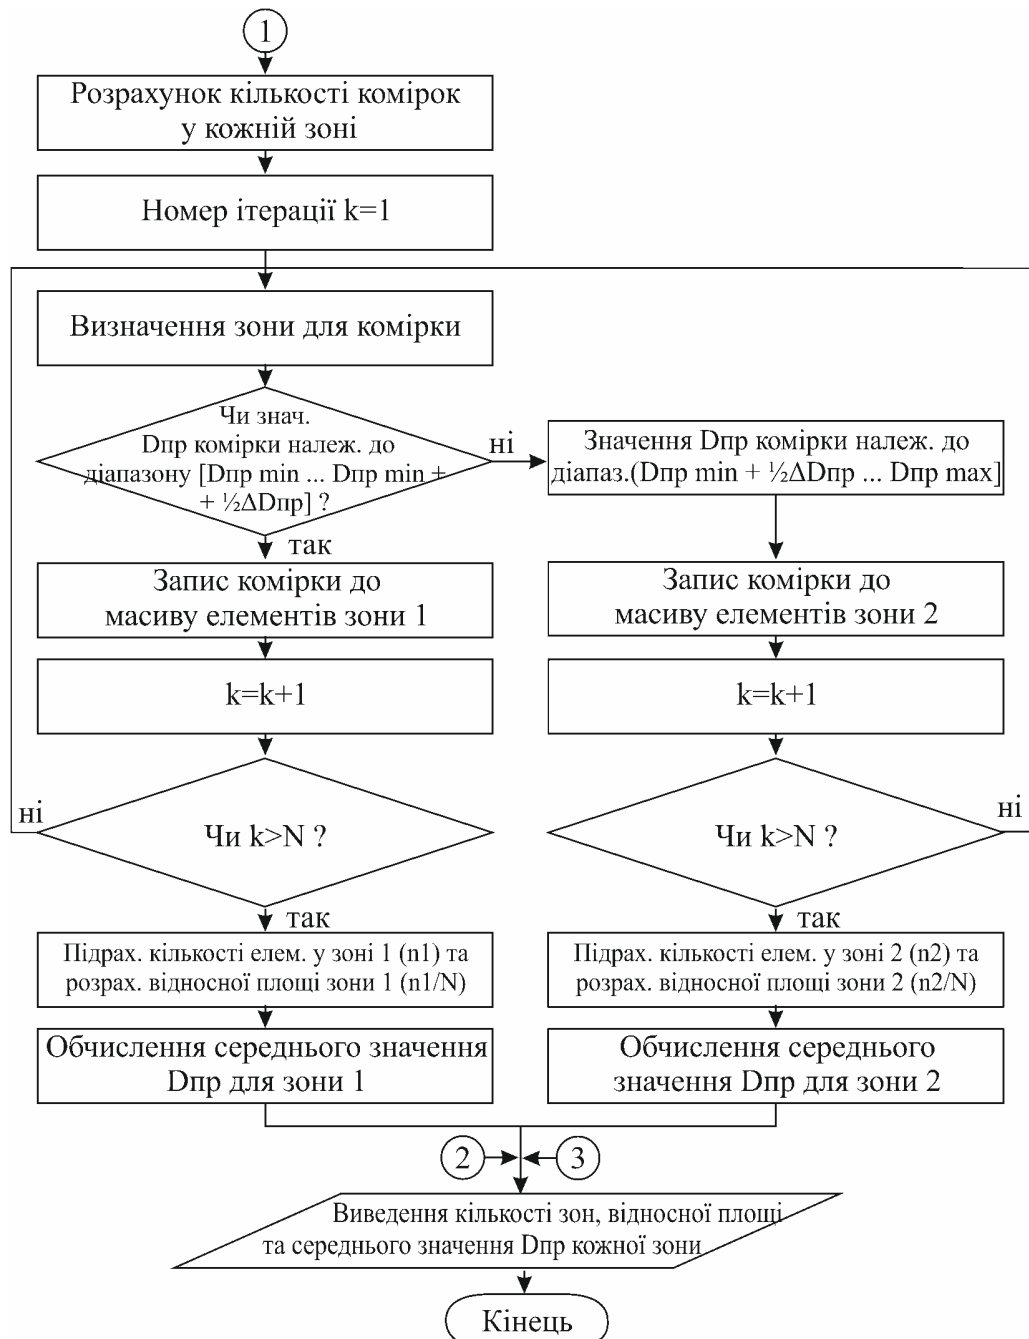 1
Розрахунок кількості комірок
у кожній зоні
Номер ітерації k=1
Визначення зони для комірки
Чи знач.
Dпр комірки належ. до
діапазону [Dпр min ... Dпр min +
+ ½ΔDпр] ?
ні
Значення Dпр комірки належ. до
діапаз.(Dпр min + ½ΔDпр ... Dпр max]
так
Запис комірки до
масиву елементів зони 1
Запис комірки до
масиву елементів зони 2
k=k+1
k=k+1
ні
Чи k>N ?
Чи k>N ?
ні
так
так
Підрах. кількості елем. у зоні 1 (n1) та
розрах. відносної площі зони 1 (n1/N)
Підрах. кількості елем. у зоні 2 (n2) та
розрах. відносної площі зони 2 (n2/N)
Обчислення середнього значення
Dпр для зони 1
Обчислення середнього
значення Dпр для зони 2
2
3
Виведення кількості зон, відносної площі
та середнього значення Dпр кожної зони
Кінець